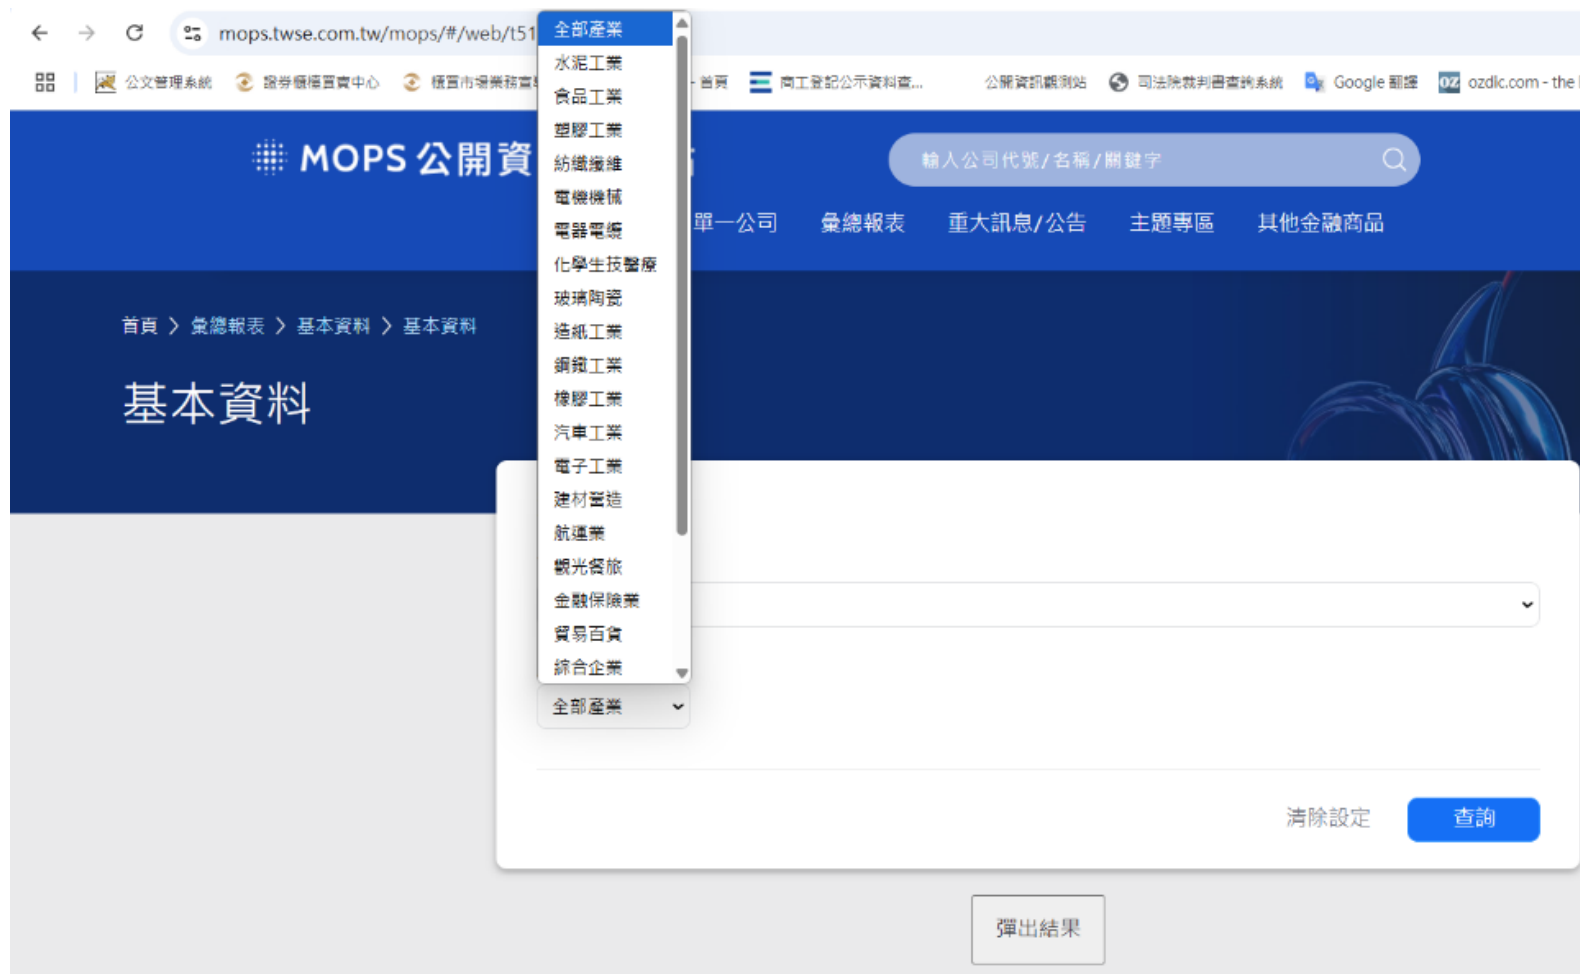 mops.twse.com.tw/mops/#/web/t51
公文管理系統
證券櫃檯買賣中心
櫃買市場業務宣
- 首頁
商工登記公示資料查...
公開資訊觀測站
司法院裁判書查詢系統
Google 翻譯
OZ ozdic.com - the
MOPS 公開資
輸入公司代號/名稱/關鍵字
單一公司
彙總報表
重大訊息/公告
主題專區
其他金融商品
首頁 〉 彙總報表 〉 基本資料 〉 基本資料
基本資料
全部產業
水泥工業
食品工業
塑膠工業
紡織纖維
電機機械
電器電纜
化學生技醫療
玻璃陶瓷
造紙工業
鋼鐵工業
橡膠工業
汽車工業
電子工業
建材營造
航運業
觀光餐旅
金融保險業
貿易百貨
綜合企業
全部產業
清除設定
查詢
彈出結果